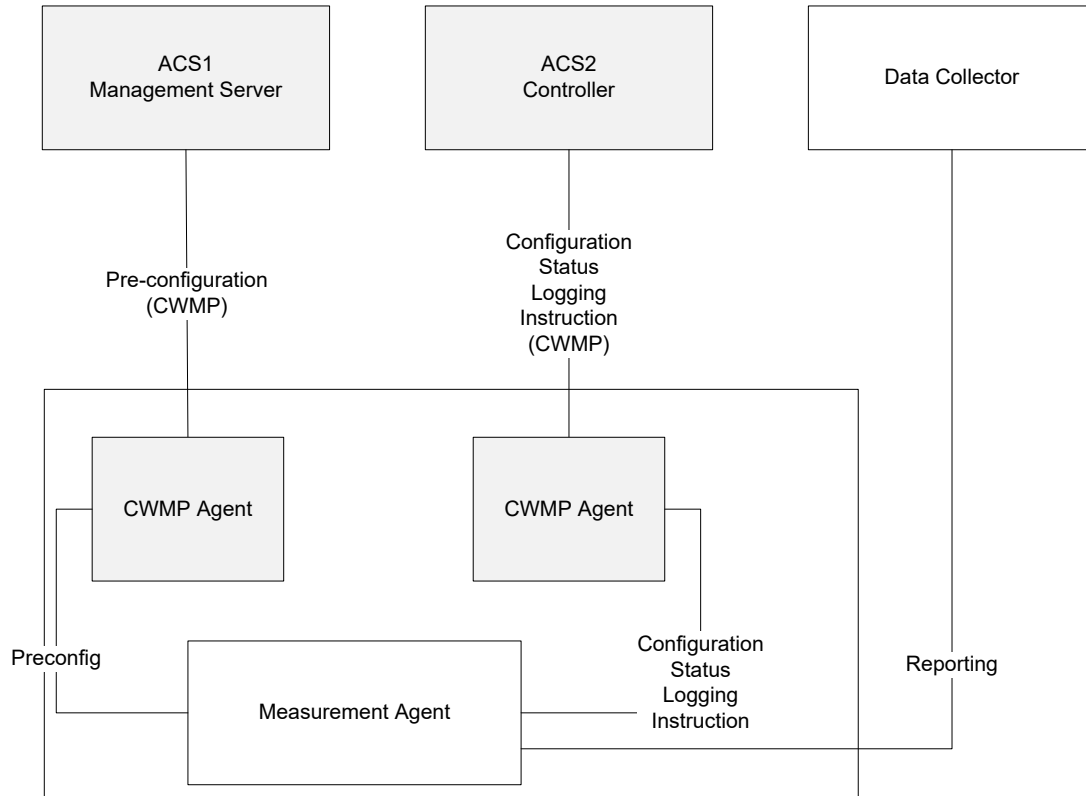 ACS1
Management Server
ACS2
Controller
Data Collector
Pre-configuration
(CWMP)
Configuration
Status
Logging
Instruction
(CWMP)
CWMP Agent
CWMP Agent
Preconfig
Measurement Agent
Configuration
Status
Logging
Instruction
Reporting